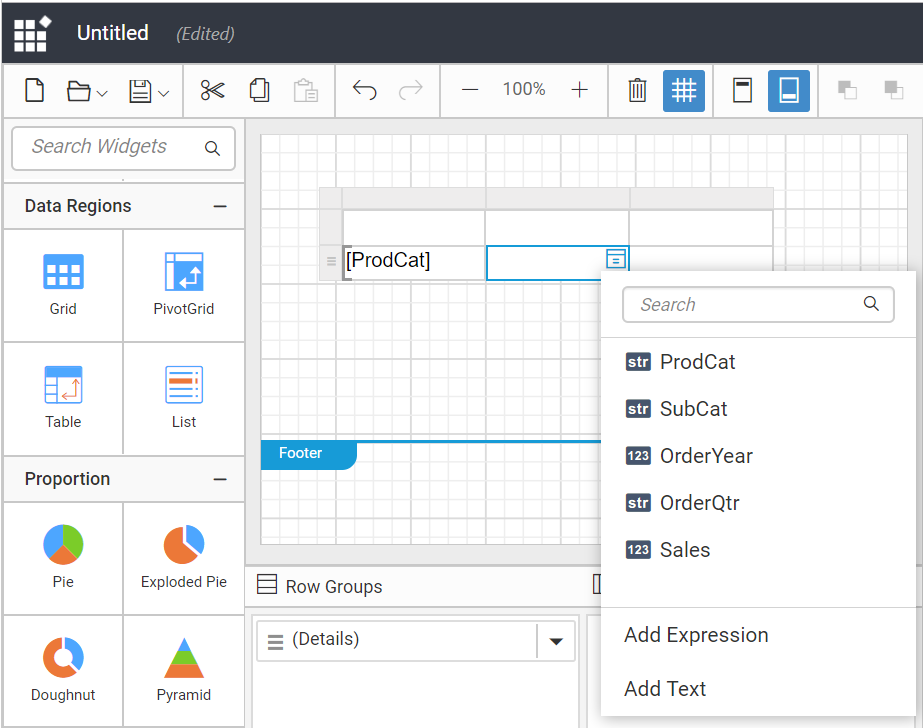 Untitled (Edited)
100%
Search Widgets
Data Regions
Grid
PivotGrid
Table
List
Proportion
Pie
Exploded Pie
Doughnut
Pyramid
[ProdCat]
Footer
Row Groups
(Details)
Search
str ProdCat
str SubCat
123 OrderYear
str OrderQtr
123 Sales
Add Expression
Add Text